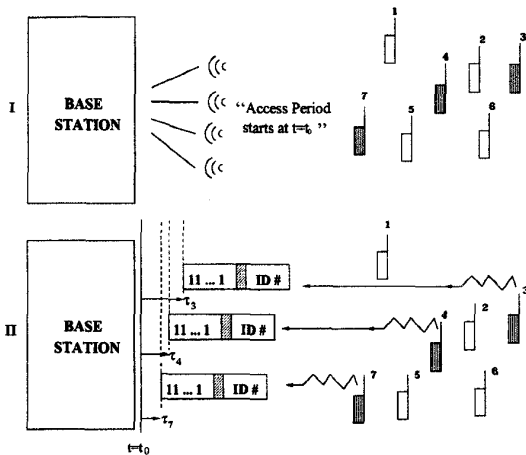 1
2
3
4
I
BASE
STATION
“Access Period
starts at t=t₀ ”
7
5
6
1
τ₃
11 ... 1 ID #
3
II
BASE
STATION
τ₄
11 ... 1 ID #
4
2
τ₇
11 ... 1 ID #
7
5
6
t=t₀